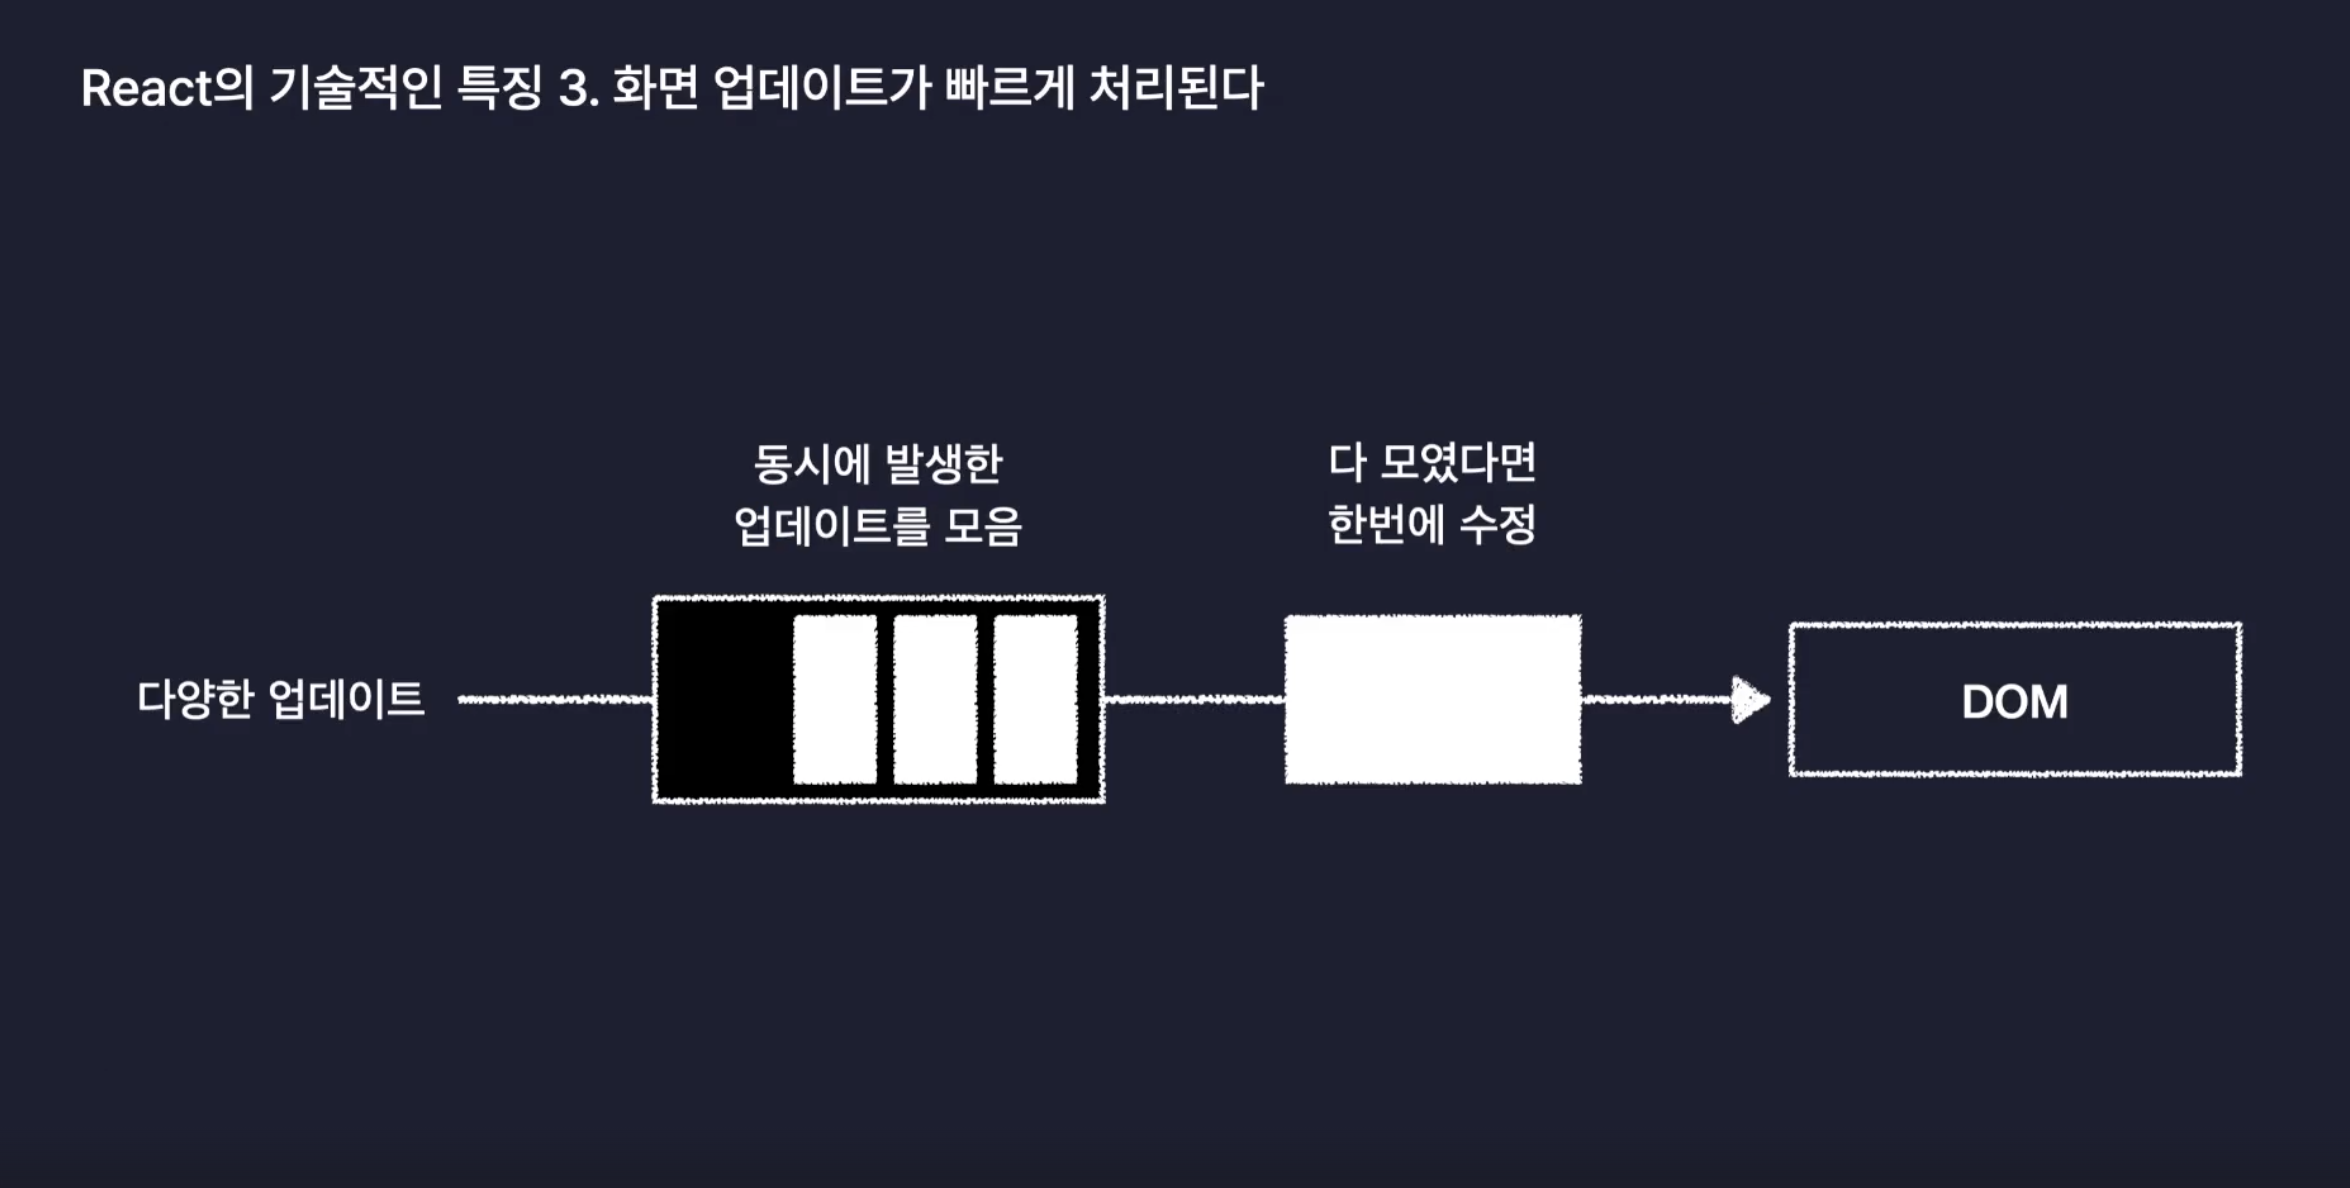 React의 기술적인 특징 3. 화면 업데이트가 빠르게 처리된다
동시에 발생한
업데이트를 모음
다 모였다면
한번에 수정
다양한 업데이트
DOM